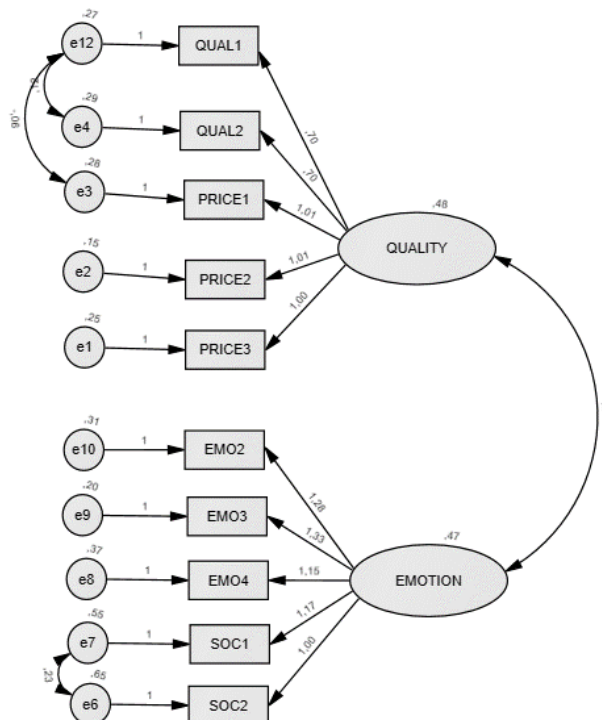 ,27
e12 1 QUAL1
,12
,29
e4 1 QUAL2
,70
,70
-,06
,28
e3 1 PRICE1
1,01
,48
QUALITY
,15
e2 1 PRICE2
1,01
,25
e1 1 PRICE3
1,00
,31
e10 1 EMO2
1,28
,20
e9 1 EMO3
1,33
,47
EMOTION
,37
e8 1 EMO4
1,15
,55
e7 1 SOC1
1,17
,23
,65
e6 1 SOC2
1,00